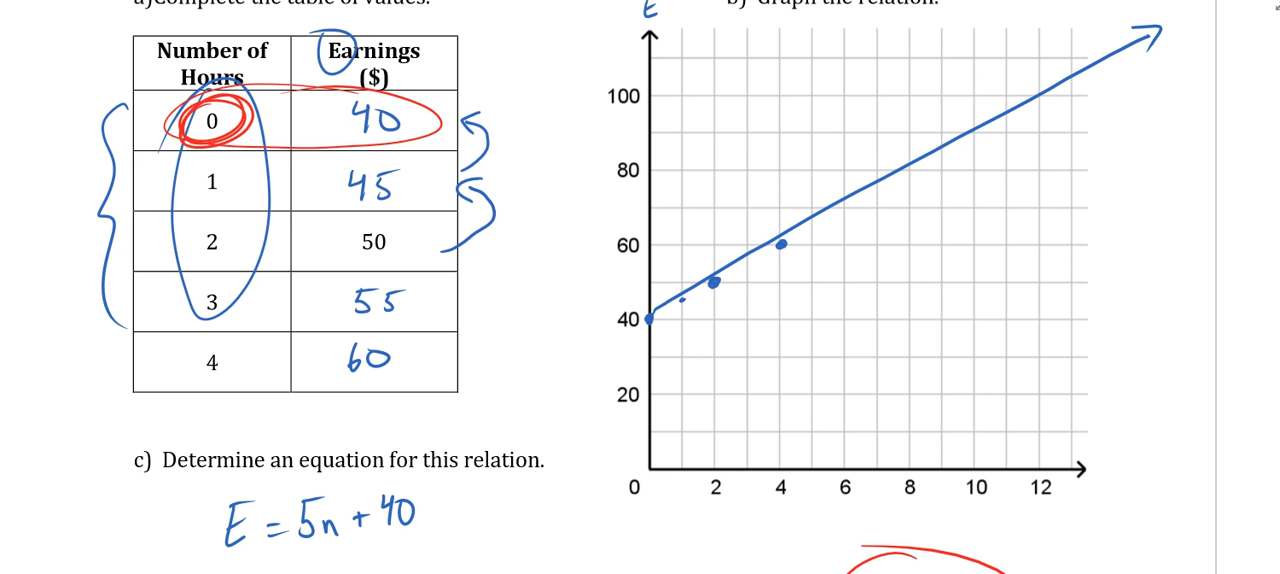 a)Complete the table of values.
b) Graph the relation.
Number of
Hours
Earnings
($)
0 40
1 45
2 50
3 55
4 60
c) Determine an equation for this relation.
E = 5n + 40
E
100
80
60
40
20
0 2 4 6 8 10 12